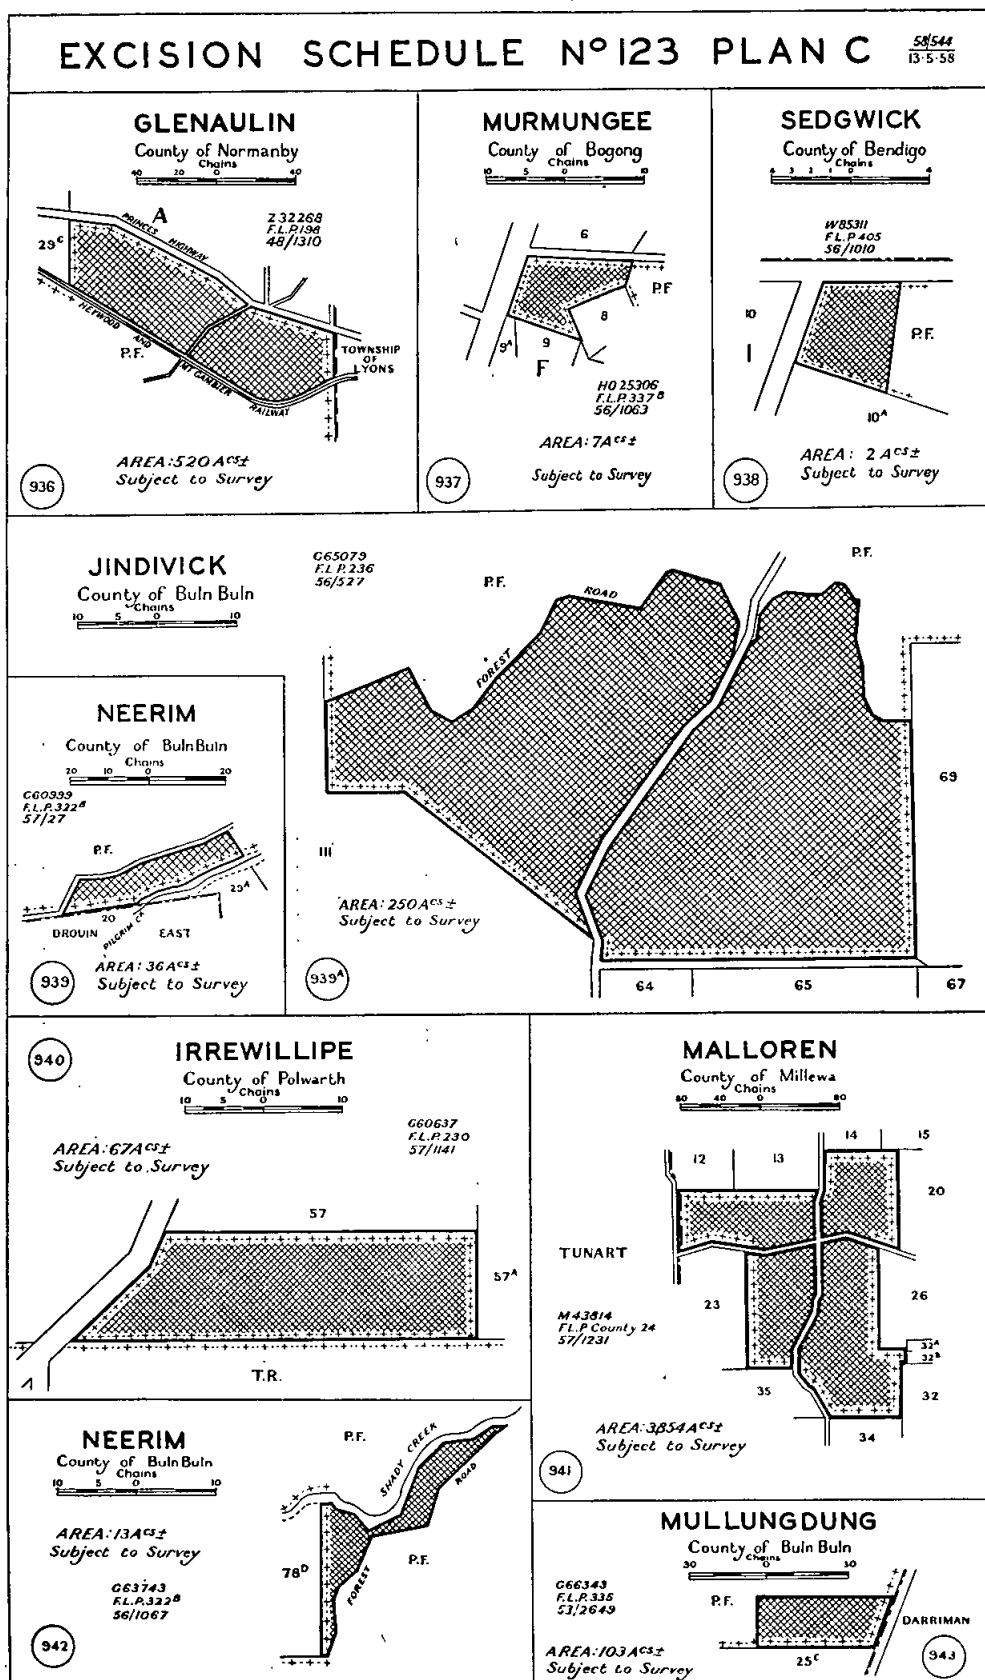 EXCISION SCHEDULE Nº 123 PLAN C
58/544
13·5·58
GLENAULIN
County of Normanby
Chains
40 20 0 40
A
PRINCES HIGHWAY
Z 32268
F.L.P.198
48/1310
29C
HEYWOOD AND MT GAMBIER RAILWAY
P.F.
TOWNSHIP
OF
LYONS
AREA:520Acs±
Subject to Survey
936
MURMUNGEE
County of Bogong
Chains
10 5 0 10
6
P.F
8
9A
9
F
HO 25306
F.L.P.337B
56/1063
AREA: 7Acs±
Subject to Survey
937
SEDGWICK
County of Bendigo
Chains
4 3 2 1 0 4
W85311
F.L.P.405
56/1010
10
P.F.
10A
AREA: 2 Acs±
Subject to Survey
938
JINDIVICK
County of Buln Buln
Chains
10 5 0 10
G65079
F.L.P.236
56/527
P.F.
P.F.
FOREST ROAD
69
111
AREA: 250Acs±
Subject to Survey
939A
64
65
67
NEERIM
County of Buln Buln
Chains
20 10 0 20
C60999
F.L.P.322B
57/27
P.F.
20
29A
DROUIN EAST
PILGRIM CK
AREA: 36Acs±
Subject to Survey
939
940
IRREWILLIPE
County of Polwarth
Chains
10 5 0 10
AREA:67Acs±
Subject to Survey
G60637
F.L.P.230
57/1141
57
57A
T.R.
MALLOREN
County of Millewa
Chains
80 40 0 80
12
13
14
15
20
TUNART
23
26
M43814
F.L.P County 24
57/1231
32A
32B
32
35
34
AREA:3854Acs±
Subject to Survey
941
NEERIM
County of Buln Buln
Chains
10 5 0 10
P.F.
SHADY CREEK
ROAD
AREA: 13Acs±
Subject to Survey
G63743
F.L.P.322B
56/1067
78D
FOREST
P.F.
942
MULLUNGDUNG
County of Buln Buln
Chains
30 0 30
G66343
F.L.P.335
53/2649
P.F.
DARRIMAN
25C
AREA:103Acs±
Subject to Survey
943